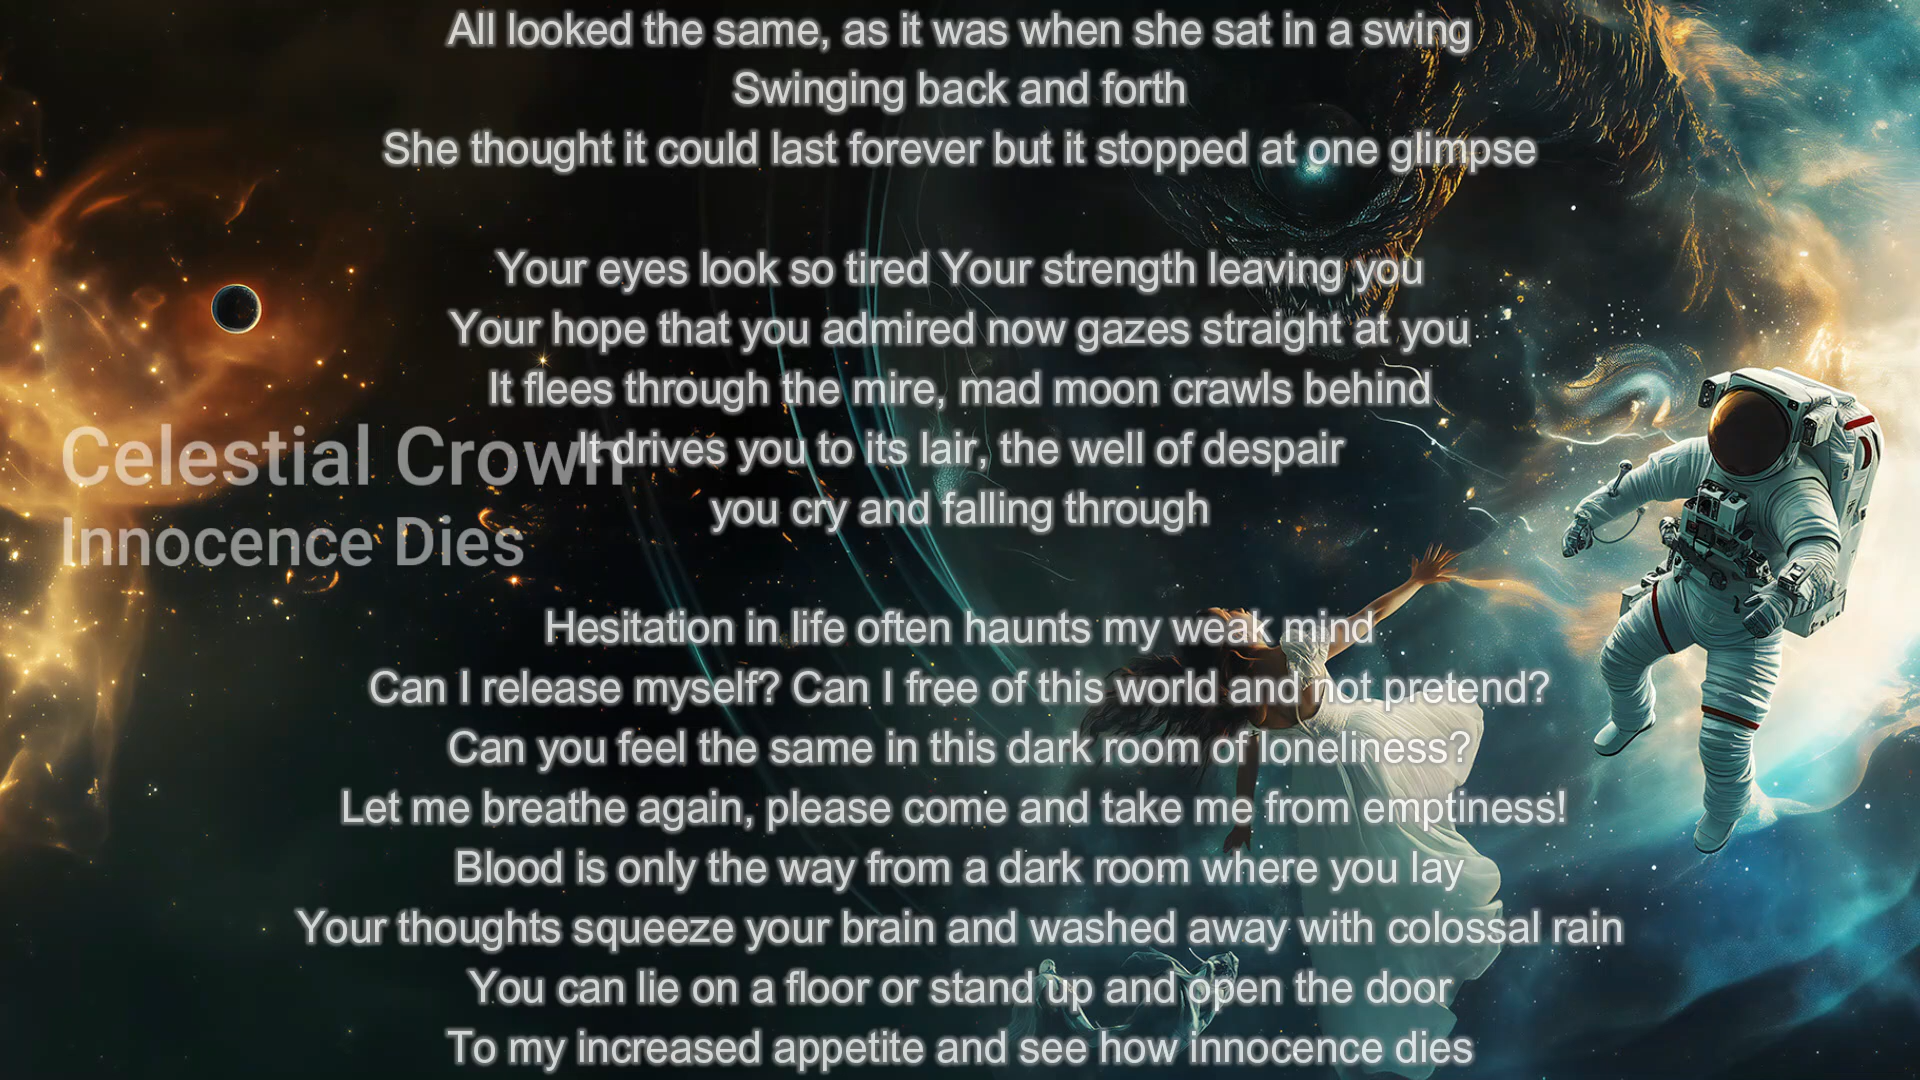 All looked the same, as it was when she sat in a swing
Swinging back and forth
She thought it could last forever but it stopped at one glimpse
Your eyes look so tired Your strength leaving you
Your hope that you admired now gazes straight at you
It flees through the mire, mad moon crawls behind
It drives you to its lair, the well of despair
you cry and falling through
Celestial Crown
Innocence Dies
Hesitation in life often haunts my weak mind
Can I release myself? Can I free of this world and not pretend?
Can you feel the same in this dark room of loneliness?
Let me breathe again, please come and take me from emptiness!
Blood is only the way from a dark room where you lay
Your thoughts squeeze your brain and washed away with colossal rain
You can lie on a floor or stand up and open the door
To my increased appetite and see how innocence dies